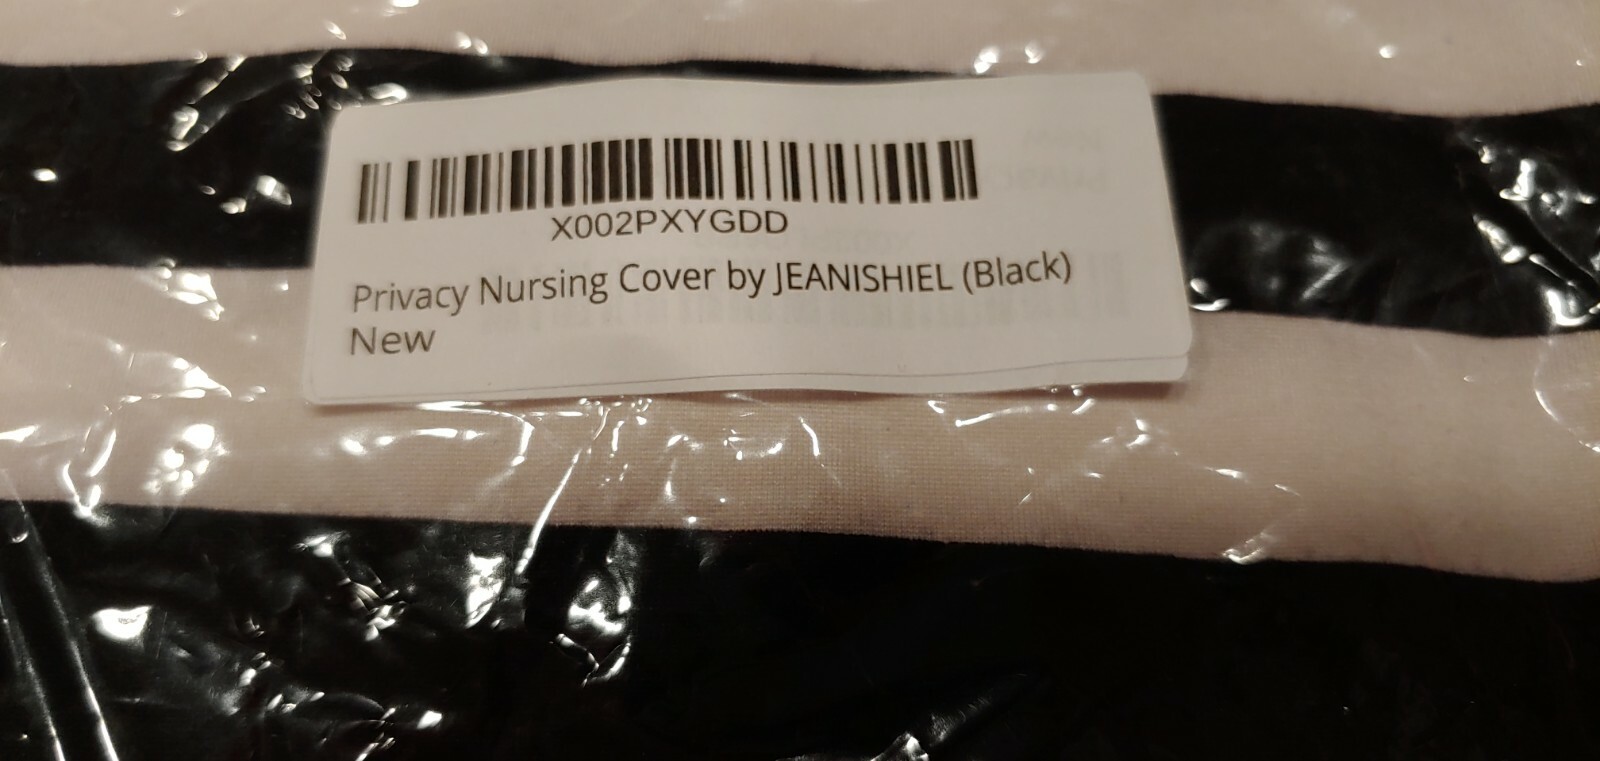 X002PXYGDD
Privacy Nursing Cover by JEANISHIEL (Black)
New